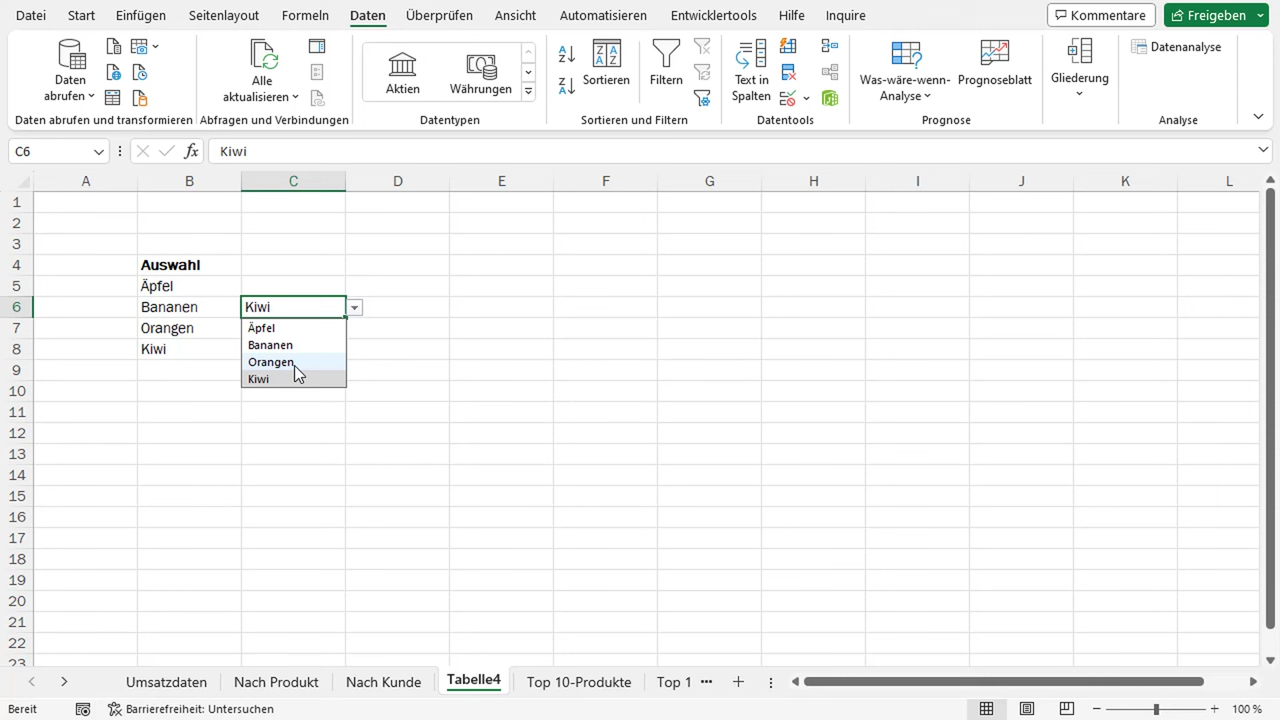 Datei Start Einfügen Seitenlayout Formeln Daten Überprüfen Ansicht Automatisieren Entwicklertools Hilfe Inquire Kommentare Freigeben
Daten abrufen
Alle aktualisieren
Aktien Währungen
Sortieren
Filtern
Text in Spalten
Was-wäre-wenn-Analyse
Prognoseblatt
Gliederung
Datenanalyse
Daten abrufen und transformieren Abfragen und Verbindungen Datentypen Sortieren und Filtern Datentools Prognose Analyse
C6 fx Kiwi
A B C D E F G H I J K L
1
2
3
4 Auswahl
5 Äpfel
6 Bananen Kiwi
7 Orangen Äpfel
Bananen
8 Kiwi Orangen
9 Kiwi
10
11
12
13
14
15
16
17
18
19
20
21
22
23
Umsatzdaten Nach Produkt Nach Kunde Tabelle4 Top 10-Produkte Top 1
Bereit Barrierefreiheit: Untersuchen 100 %